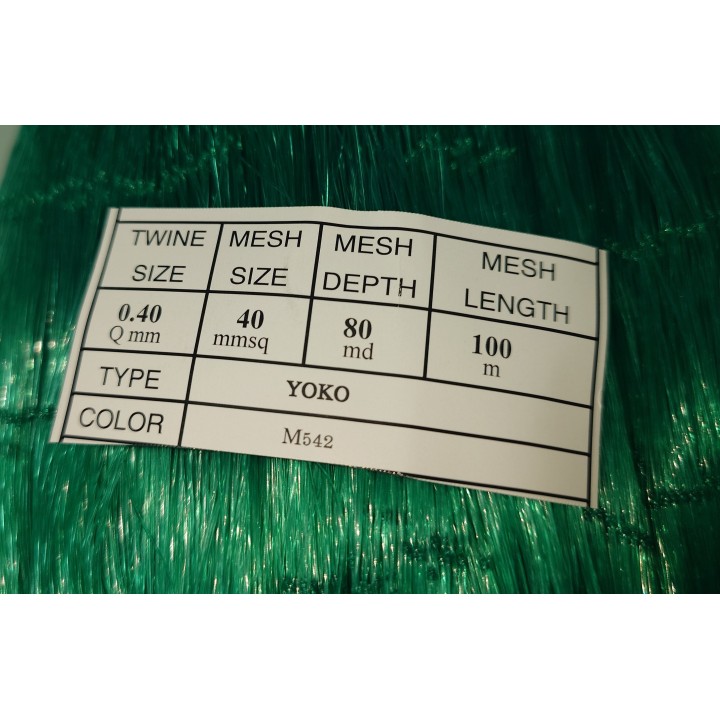 TWINE SIZE MESH SIZE MESH DEPTH MESH LENGTH
0.40 Q mm 40 mmsq 80 md 100 m
TYPE YOKO
COLOR M542